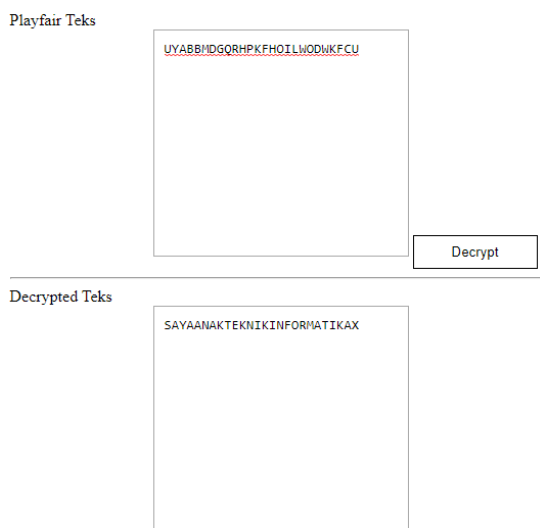 Playfair Teks
UYABBMDGQRHPKFHOILWODWKFCU
Decrypt
Decrypted Teks
SAYAANAKTEKNIKINFORMATIKAX